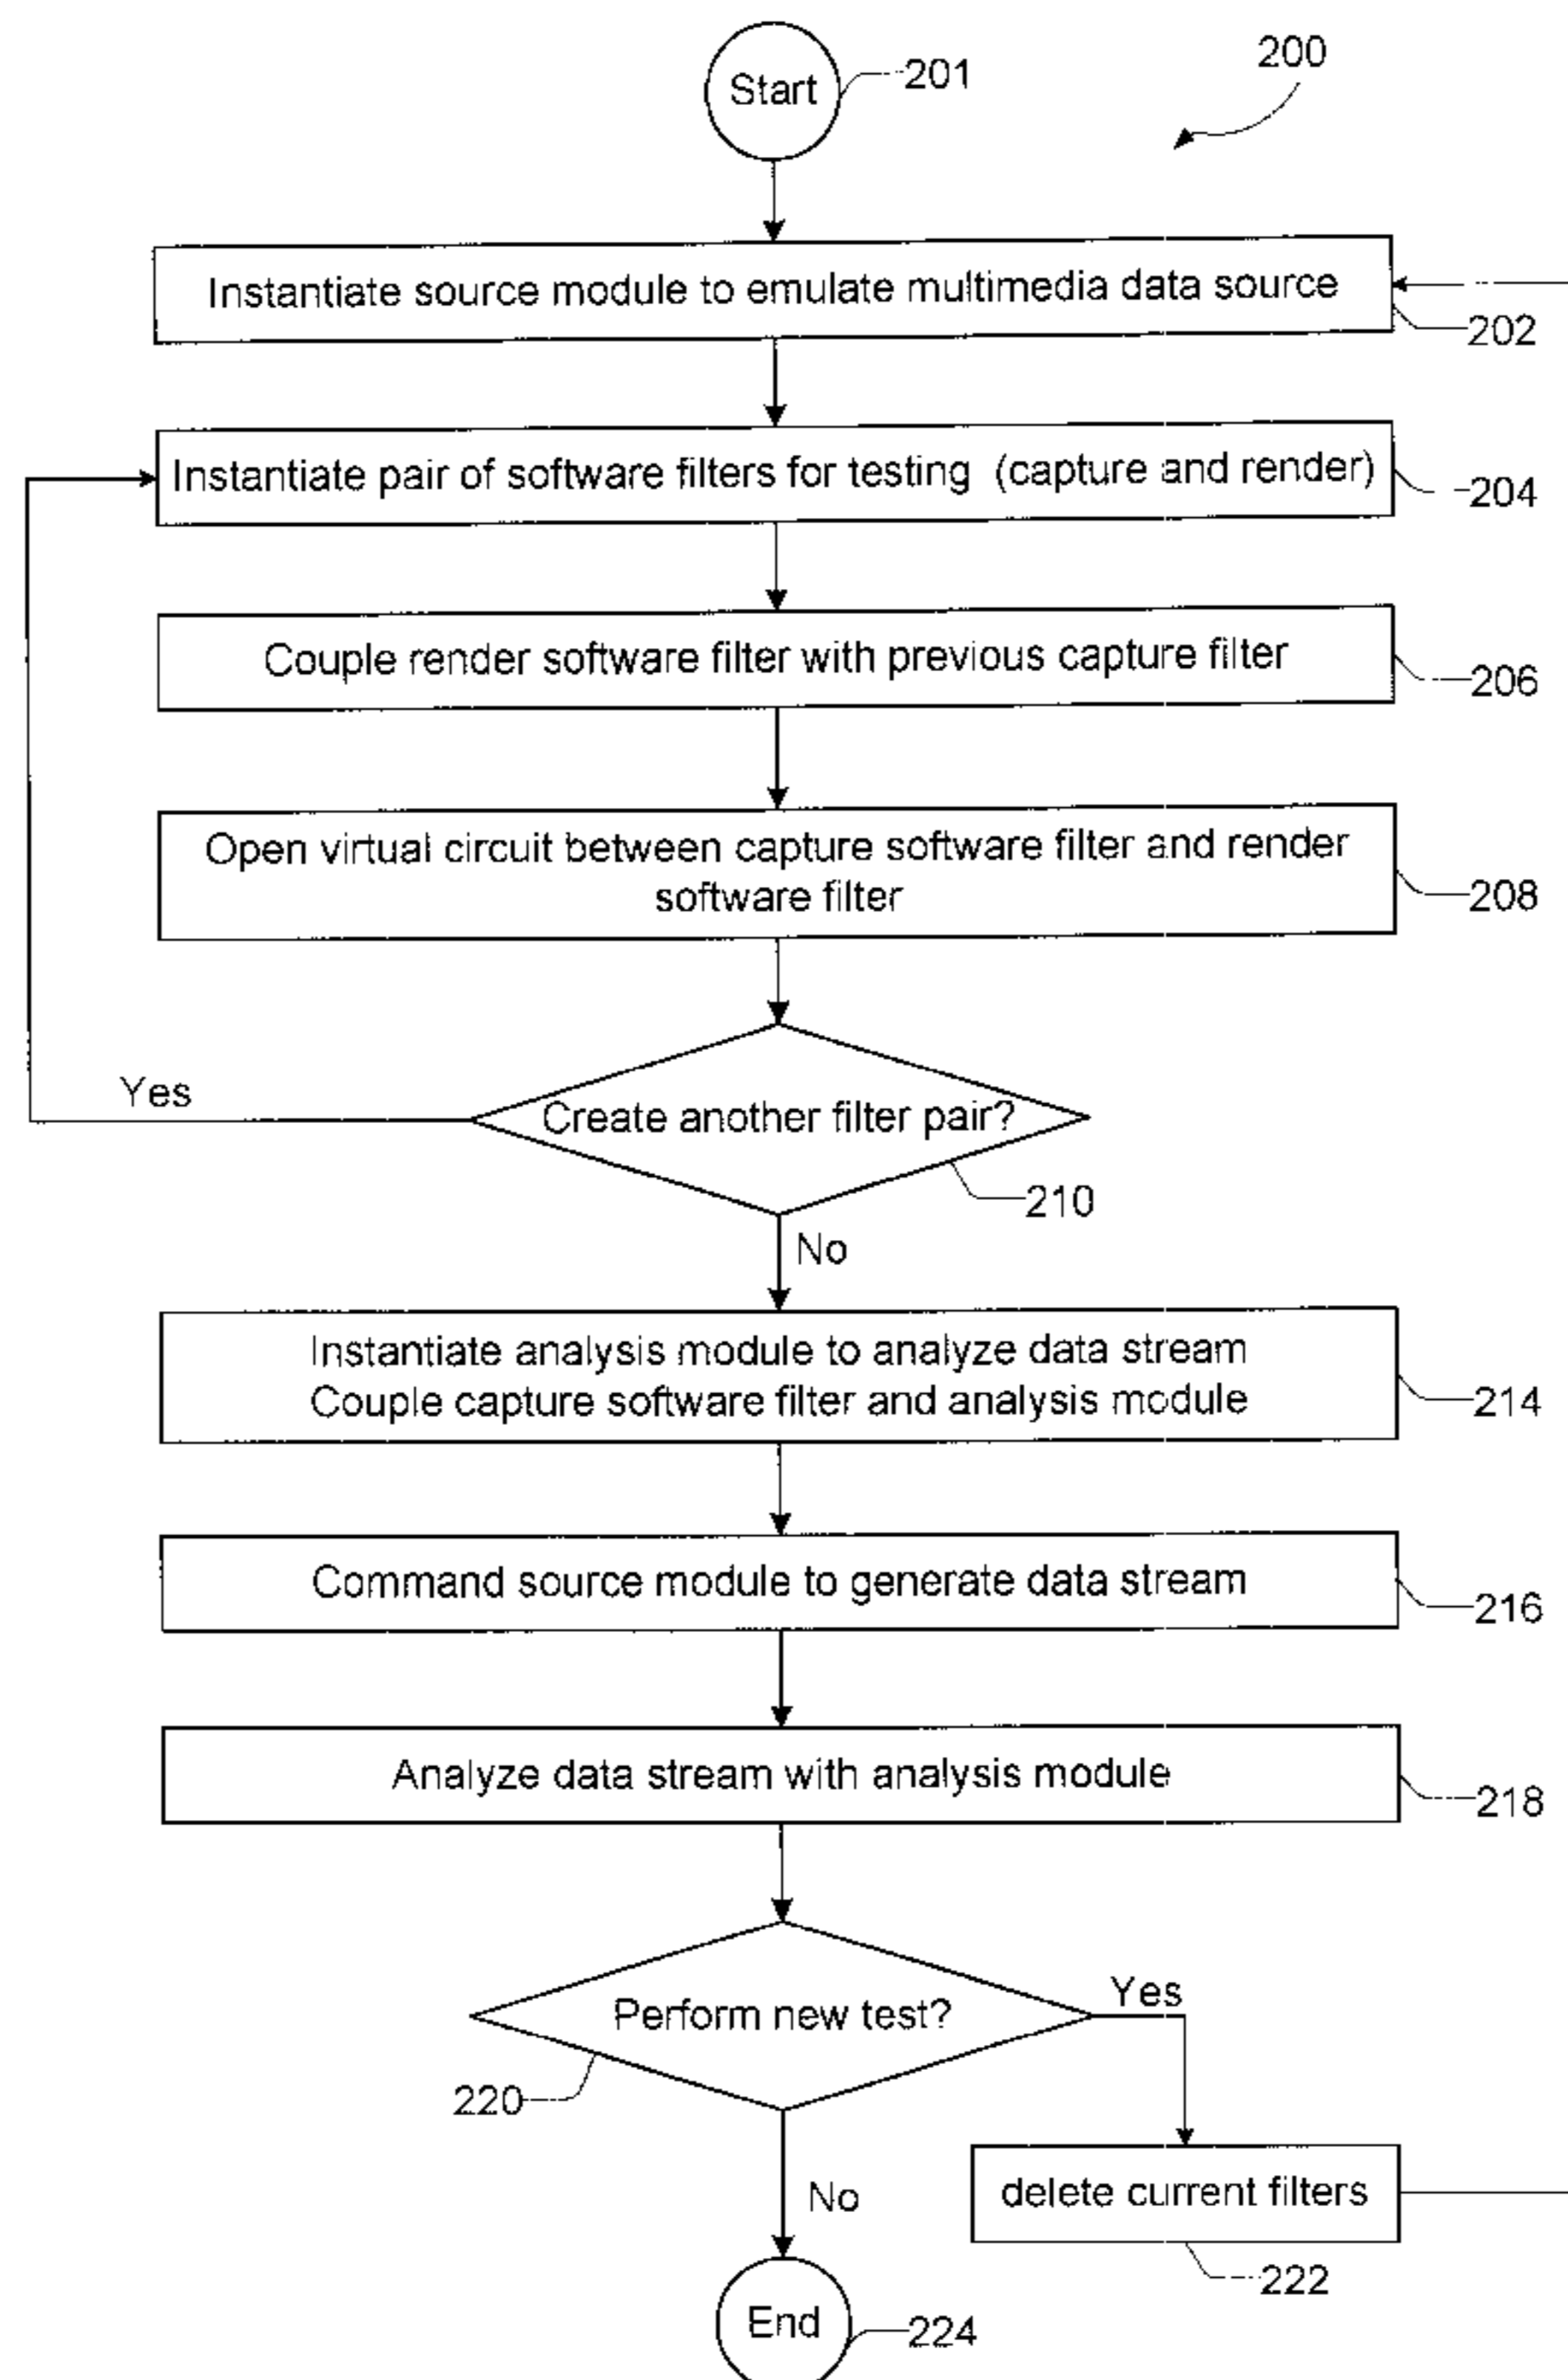 200
Start
201
Instantiate source module to emulate multimedia data source
202
Instantiate pair of software filters for testing (capture and render)
204
Couple render software filter with previous capture filter
206
Open virtual circuit between capture software filter and render
software filter
208
Yes
Create another filter pair?
210
No
Instantiate analysis module to analyze data stream
Couple capture software filter and analysis module
214
Command source module to generate data stream
216
Analyze data stream with analysis module
218
Perform new test?
Yes
220
No
delete current filters
222
End
224